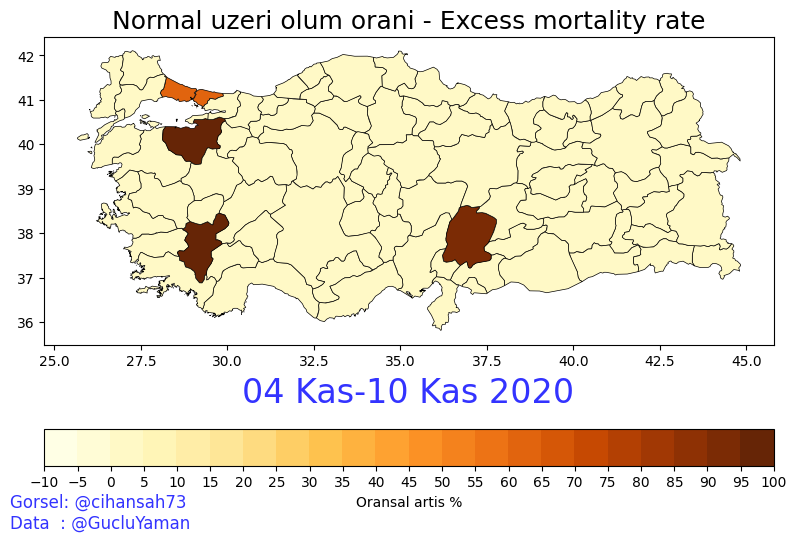 Normal uzeri olum orani - Excess mortality rate
42
41
40
39
38
37
36
25.0 27.5 30.0 32.5 35.0 37.5 40.0 42.5 45.0
04 Kas-10 Kas 2020
−10 −5 0 5 10 15 20 25 30 35 40 45 50 55 60 65 70 75 80 85 90 95 100
Oransal artis %
Gorsel: @cihansah73
Data  : @GucluYaman